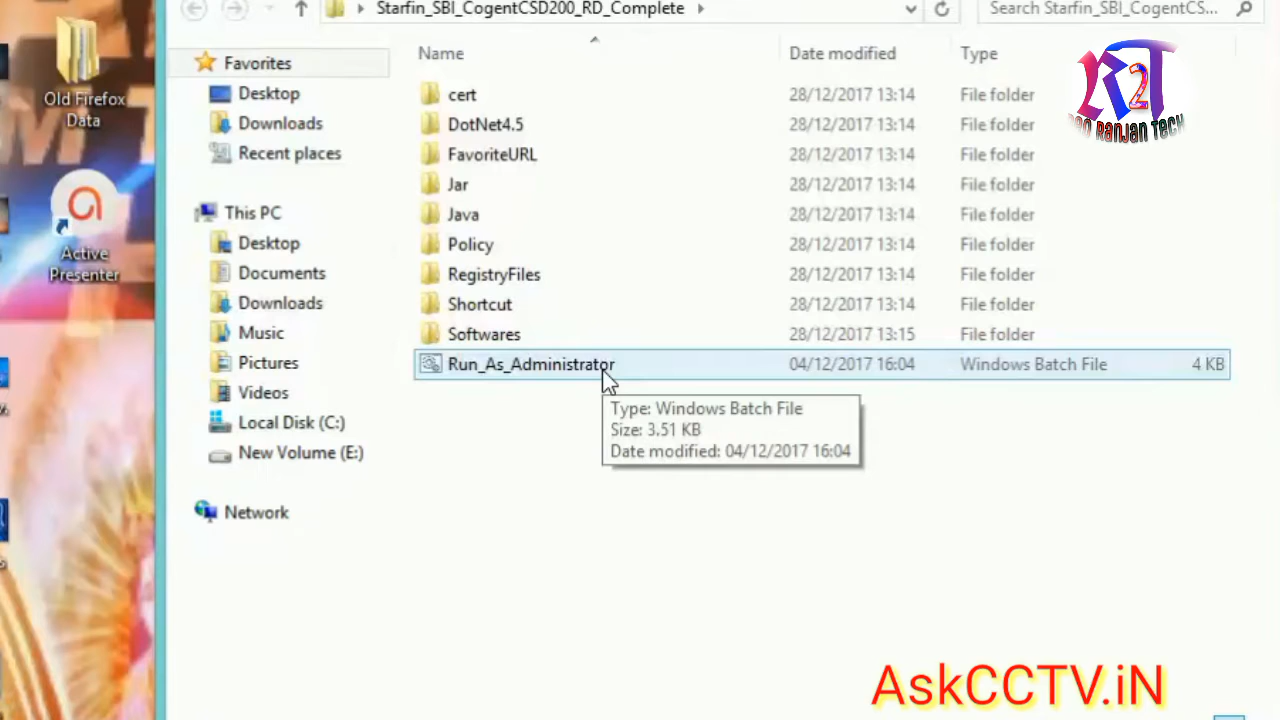 Starfin_SBI_CogentCSD200_RD_Complete
Search Starfin_SBI_CogentCS...
Old Firefox
Data
Active
Presenter
Favorites
Desktop
Downloads
Recent places
This PC
Desktop
Documents
Downloads
Music
Pictures
Videos
Local Disk (C:)
New Volume (E:)
Network
Name Date modified Type
cert 28/12/2017 13:14 File folder
DotNet4.5 28/12/2017 13:14 File folder
FavoriteURL 28/12/2017 13:14 File folder
Jar 28/12/2017 13:14 File folder
Java 28/12/2017 13:14 File folder
Policy 28/12/2017 13:14 File folder
RegistryFiles 28/12/2017 13:14 File folder
Shortcut 28/12/2017 13:14 File folder
Softwares 28/12/2017 13:15 File folder
Run_As_Administrator 04/12/2017 16:04 Windows Batch File 4 KB
Type: Windows Batch File
Size: 3.51 KB
Date modified: 04/12/2017 16:04
R2T
RANJAN TECH
AskCCTV.iN